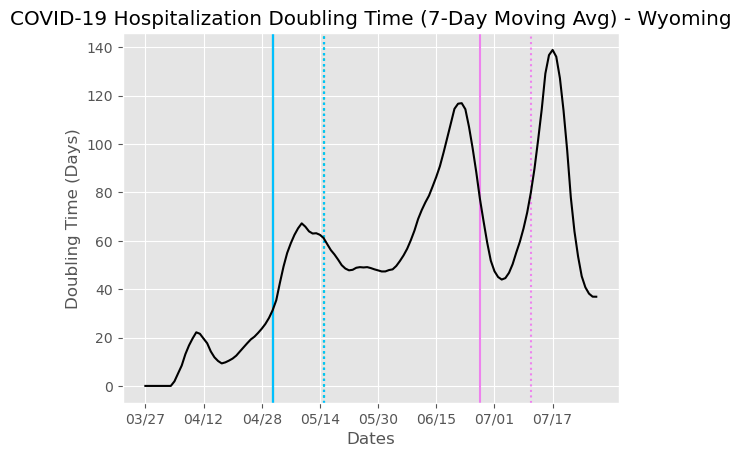 COVID-19 Hospitalization Doubling Time (7-Day Moving Avg) - Wyoming
Doubling Time (Days)
140
120
100
80
60
40
20
0
03/27 04/12 04/28 05/14 05/30 06/15 07/01 07/17
Dates